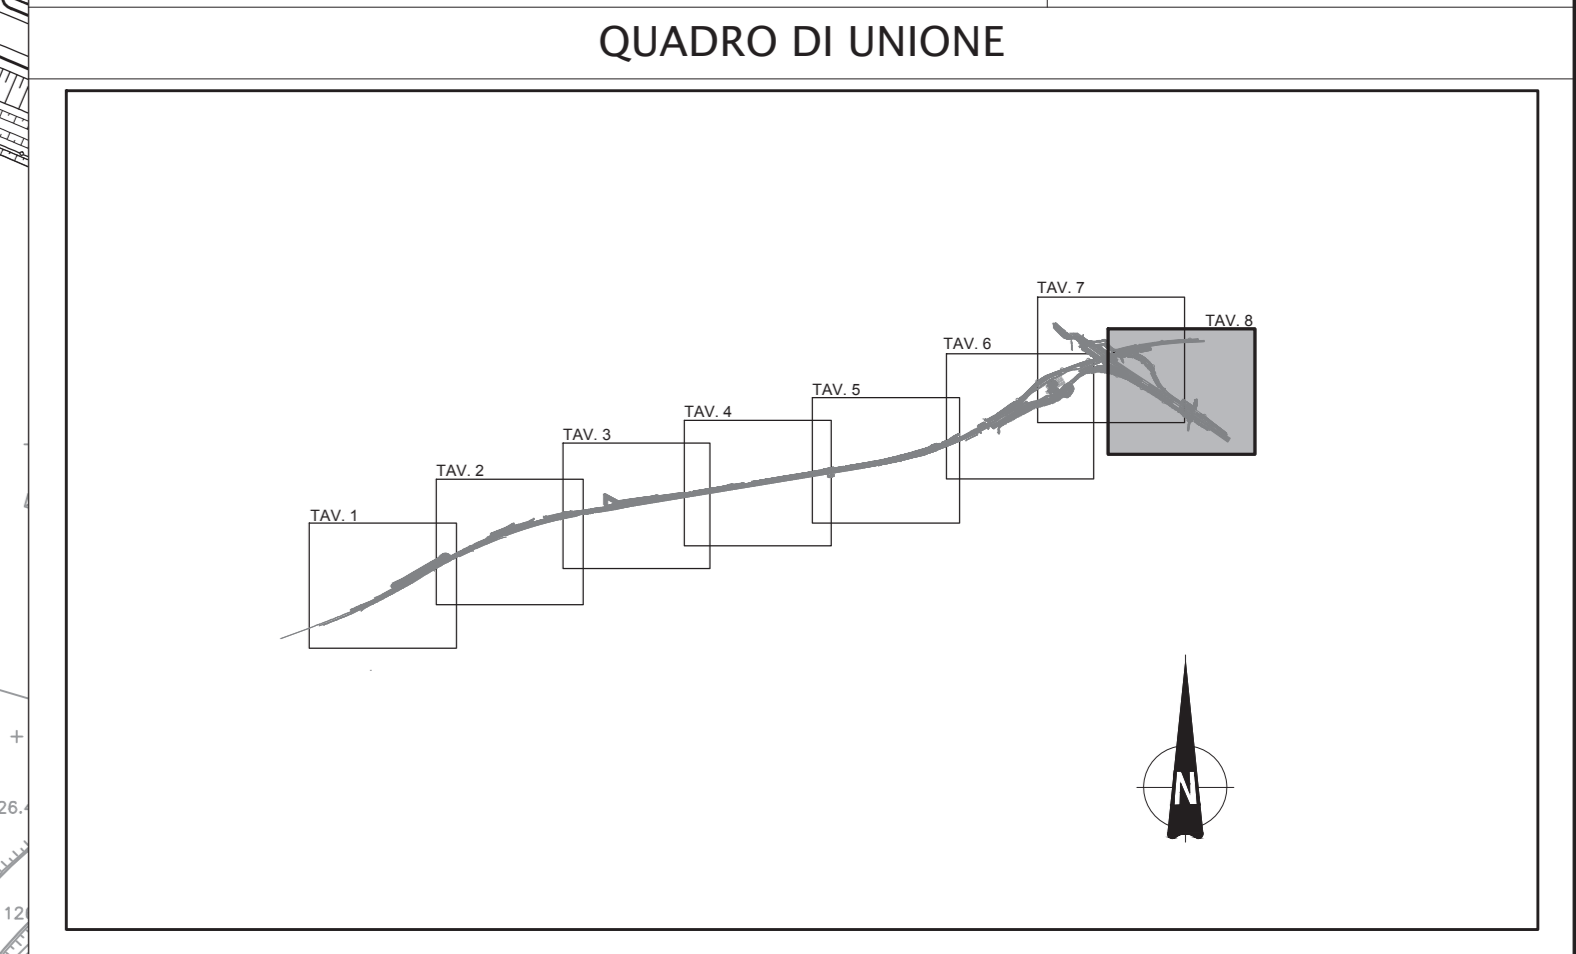 QUADRO DI UNIONE
TAV. 7
TAV. 8
TAV. 6
TAV. 5
TAV. 4
TAV. 3
TAV. 2
TAV. 1
N